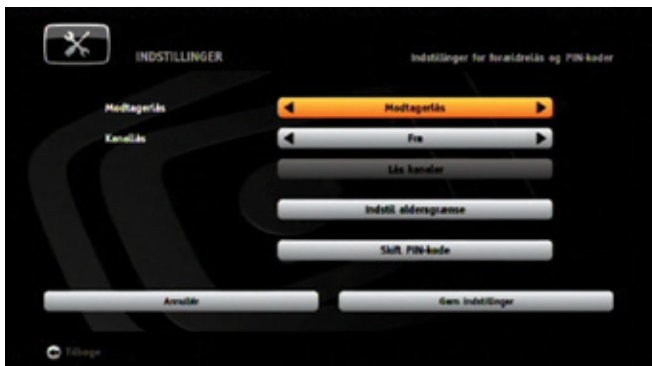 INDSTILLINGER
Indstillinger for forældrelås og PIN-koder
Modtagerlås
Modtagerlås
Kanallås
Fra
Lås kanaler
Indstil aldersgrænse
Skift PIN-kode
Annullér
Gem indstillinger
Tilbage